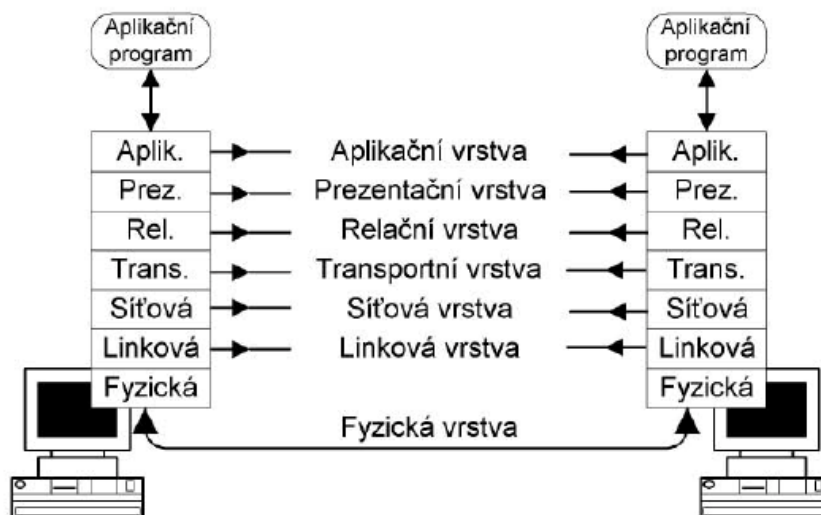 Aplikační
program
Aplikační
program
Aplik. Aplikační vrstva Aplik.
Prez. Prezentační vrstva Prez.
Rel. Relační vrstva Rel.
Trans. Transportní vrstva Trans.
Síťová Síťová vrstva Síťová
Linková Linková vrstva Linková
Fyzická Fyzická
Fyzická vrstva